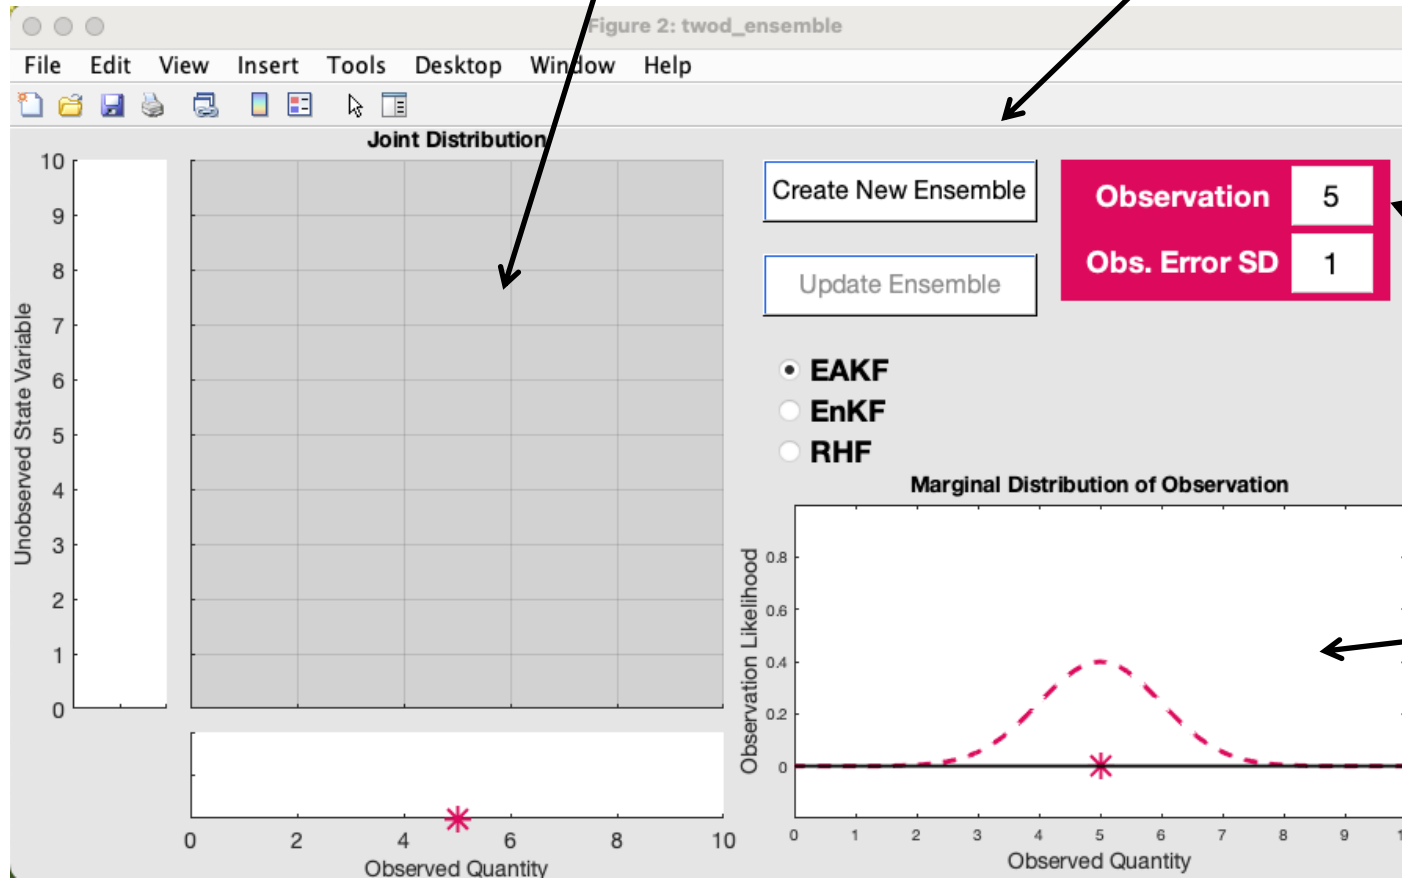 Figure 2: twod_ensemble
File Edit View Insert Tools Desktop Window Help
Joint Distribution
10
9
8
7
6
5
4
3
2
1
0
Unobserved State Variable
0 2 4 6 8 10
Observed Quantity
Create New Ensemble
Update Ensemble
Observation 5
Obs. Error SD 1
EAKF
EnKF
RHF
Marginal Distribution of Observation
0.8
0.6
0.4
0.2
0
Observation Likelihood
0 1 2 3 4 5 6 7 8 9
Observed Quantity